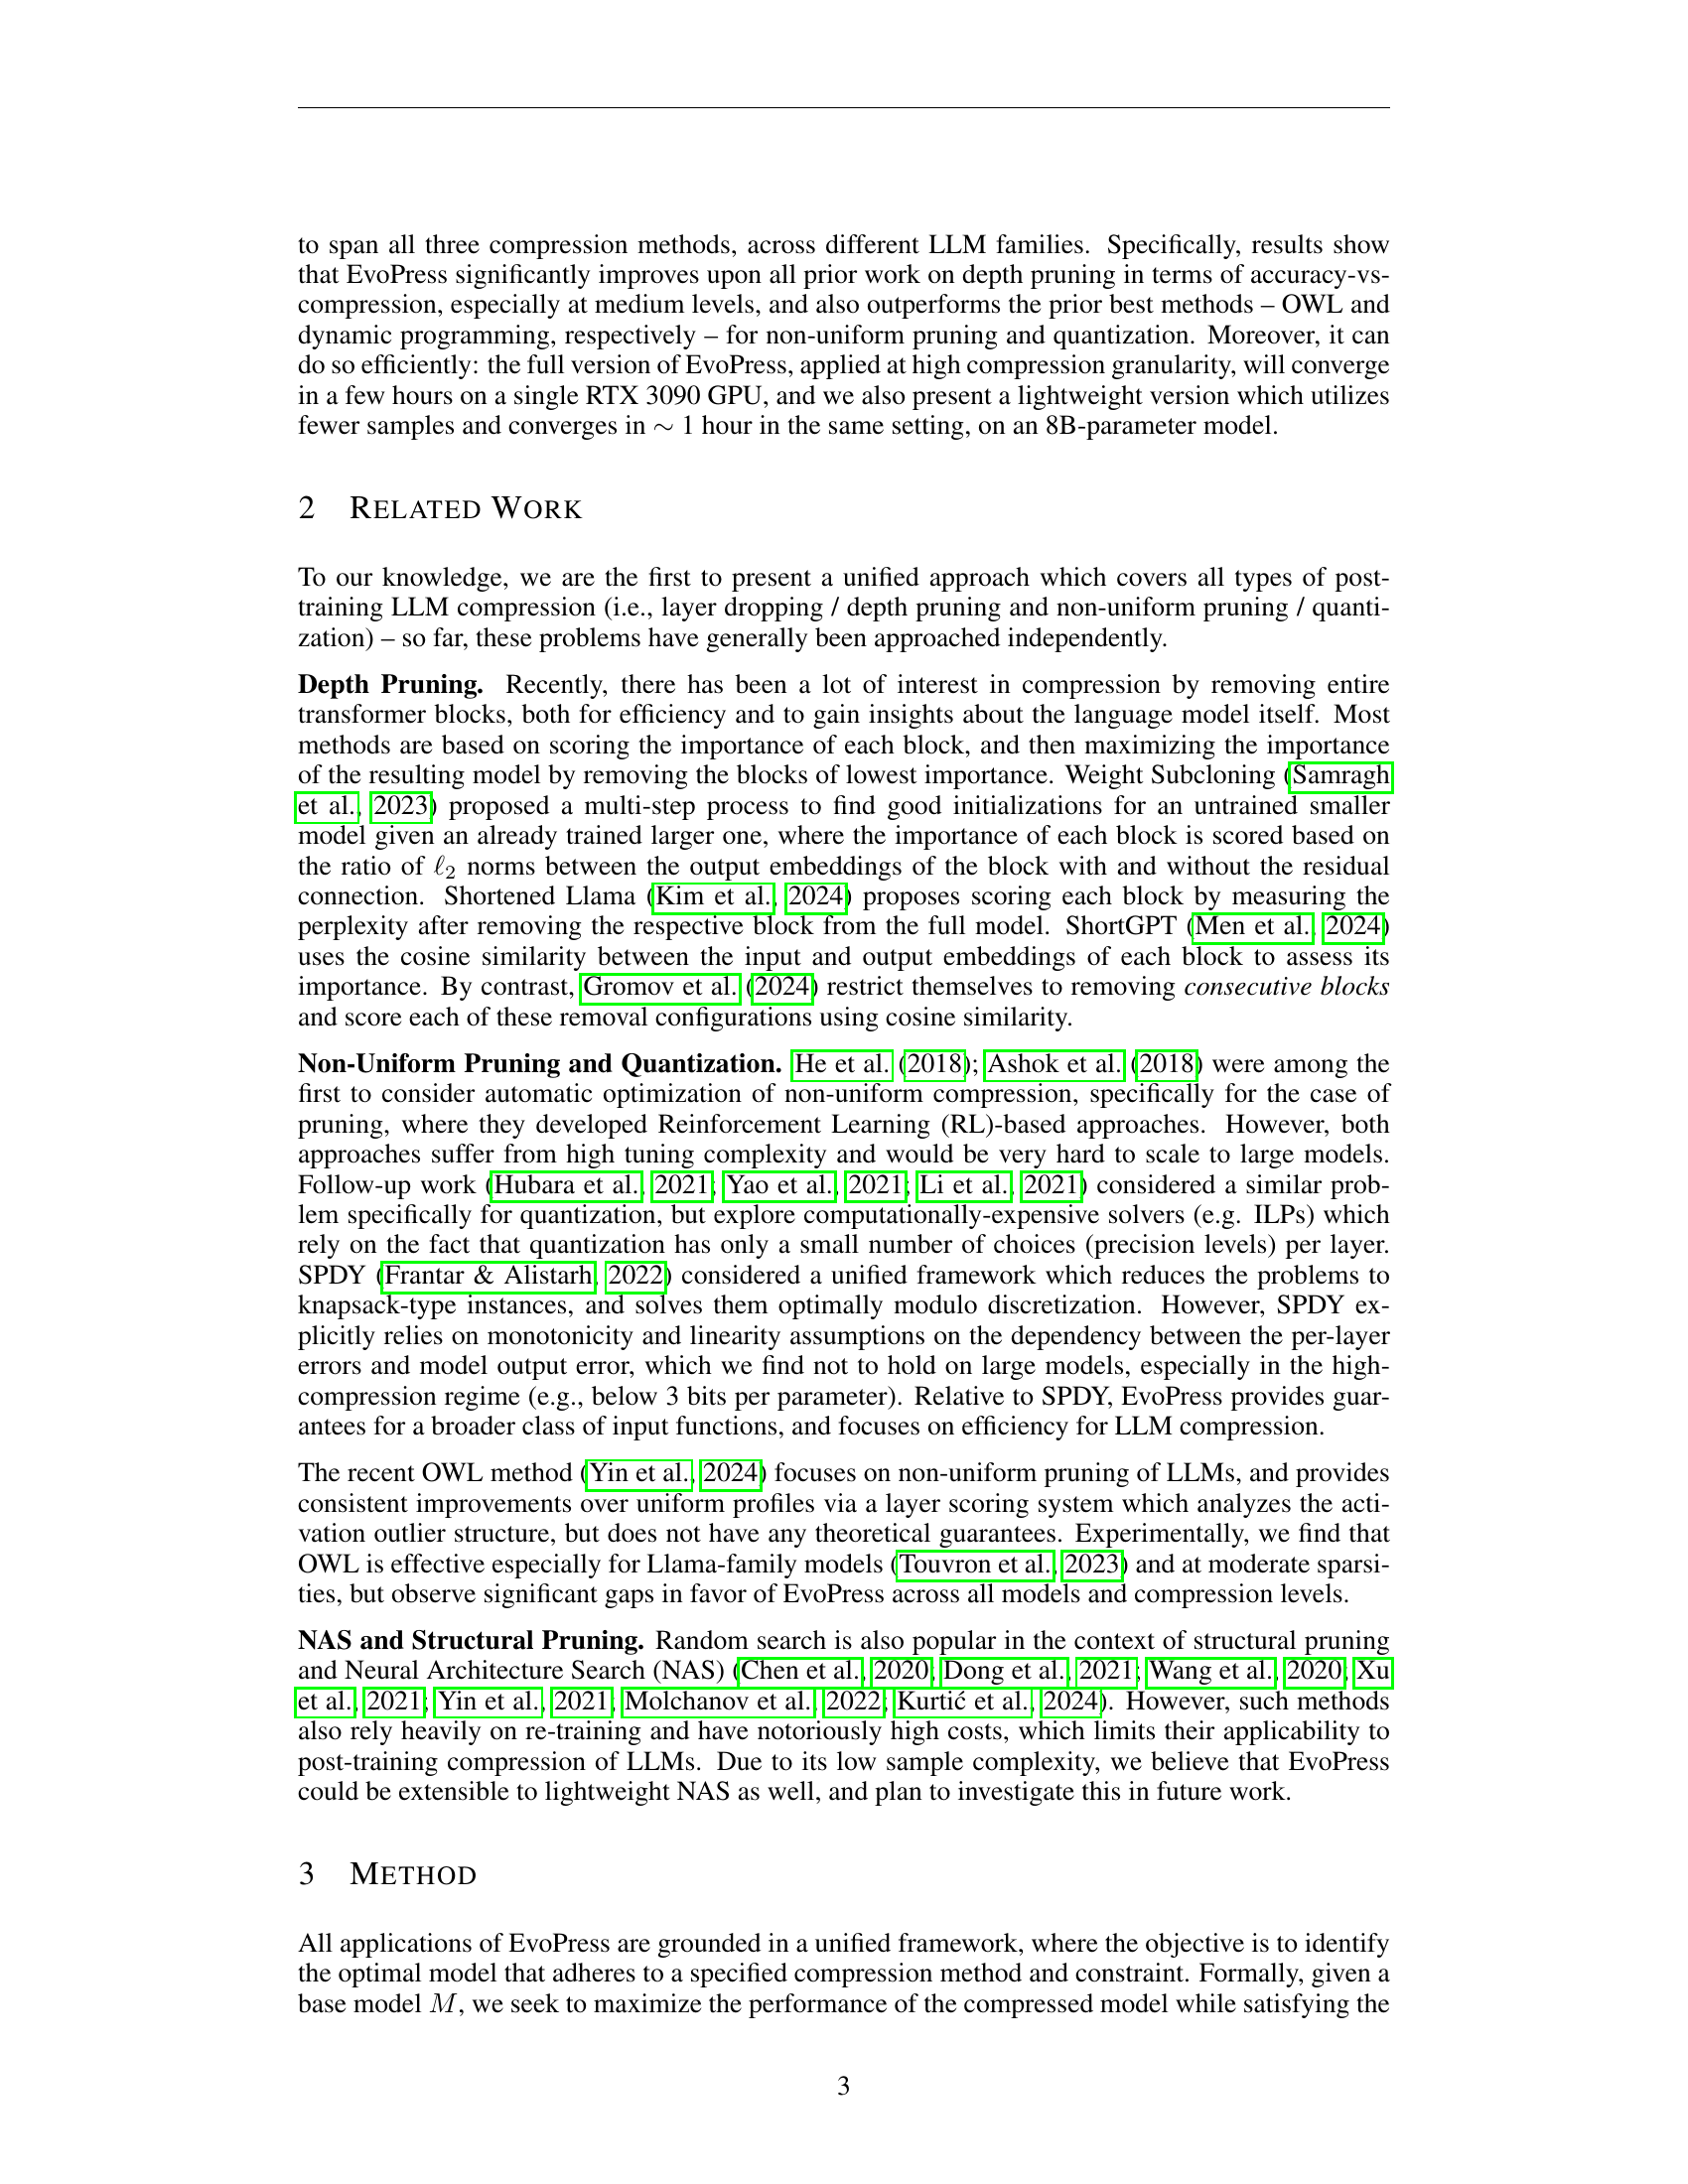 to span all three compression methods, across different LLM families. Specifically, results show
that EvoPress significantly improves upon all prior work on depth pruning in terms of accuracy-vs-
compression, especially at medium levels, and also outperforms the prior best methods – OWL and
dynamic programming, respectively – for non-uniform pruning and quantization. Moreover, it can
do so efficiently: the full version of EvoPress, applied at high compression granularity, will converge
in a few hours on a single RTX 3090 GPU, and we also present a lightweight version which utilizes
fewer samples and converges in ∼ 1 hour in the same setting, on an 8B-parameter model.
2 RELATED WORK
To our knowledge, we are the first to present a unified approach which covers all types of post-
training LLM compression (i.e., layer dropping / depth pruning and non-uniform pruning / quanti-
zation) – so far, these problems have generally been approached independently.
Depth Pruning. Recently, there has been a lot of interest in compression by removing entire
transformer blocks, both for efficiency and to gain insights about the language model itself. Most
methods are based on scoring the importance of each block, and then maximizing the importance
of the resulting model by removing the blocks of lowest importance. Weight Subcloning (Samragh
et al., 2023) proposed a multi-step process to find good initializations for an untrained smaller
model given an already trained larger one, where the importance of each block is scored based on
the ratio of ℓ2 norms between the output embeddings of the block with and without the residual
connection. Shortened Llama (Kim et al., 2024) proposes scoring each block by measuring the
perplexity after removing the respective block from the full model. ShortGPT (Men et al., 2024)
uses the cosine similarity between the input and output embeddings of each block to assess its
importance. By contrast, Gromov et al. (2024) restrict themselves to removing consecutive blocks
and score each of these removal configurations using cosine similarity.
Non-Uniform Pruning and Quantization. He et al. (2018); Ashok et al. (2018) were among the
first to consider automatic optimization of non-uniform compression, specifically for the case of
pruning, where they developed Reinforcement Learning (RL)-based approaches. However, both
approaches suffer from high tuning complexity and would be very hard to scale to large models.
Follow-up work (Hubara et al., 2021; Yao et al., 2021; Li et al., 2021) considered a similar prob-
lem specifically for quantization, but explore computationally-expensive solvers (e.g. ILPs) which
rely on the fact that quantization has only a small number of choices (precision levels) per layer.
SPDY (Frantar & Alistarh, 2022) considered a unified framework which reduces the problems to
knapsack-type instances, and solves them optimally modulo discretization. However, SPDY ex-
plicitly relies on monotonicity and linearity assumptions on the dependency between the per-layer
errors and model output error, which we find not to hold on large models, especially in the high-
compression regime (e.g., below 3 bits per parameter). Relative to SPDY, EvoPress provides guar-
antees for a broader class of input functions, and focuses on efficiency for LLM compression.
The recent OWL method (Yin et al., 2024) focuses on non-uniform pruning of LLMs, and provides
consistent improvements over uniform profiles via a layer scoring system which analyzes the acti-
vation outlier structure, but does not have any theoretical guarantees. Experimentally, we find that
OWL is effective especially for Llama-family models (Touvron et al., 2023) and at moderate sparsi-
ties, but observe significant gaps in favor of EvoPress across all models and compression levels.
NAS and Structural Pruning. Random search is also popular in the context of structural pruning
and Neural Architecture Search (NAS) (Chen et al., 2020; Dong et al., 2021; Wang et al., 2020; Xu
et al., 2021; Yin et al., 2021; Molchanov et al., 2022; Kurtić et al., 2024). However, such methods
also rely heavily on re-training and have notoriously high costs, which limits their applicability to
post-training compression of LLMs. Due to its low sample complexity, we believe that EvoPress
could be extensible to lightweight NAS as well, and plan to investigate this in future work.
3 METHOD
All applications of EvoPress are grounded in a unified framework, where the objective is to identify
the optimal model that adheres to a specified compression method and constraint. Formally, given a
base model M, we seek to maximize the performance of the compressed model while satisfying the
3